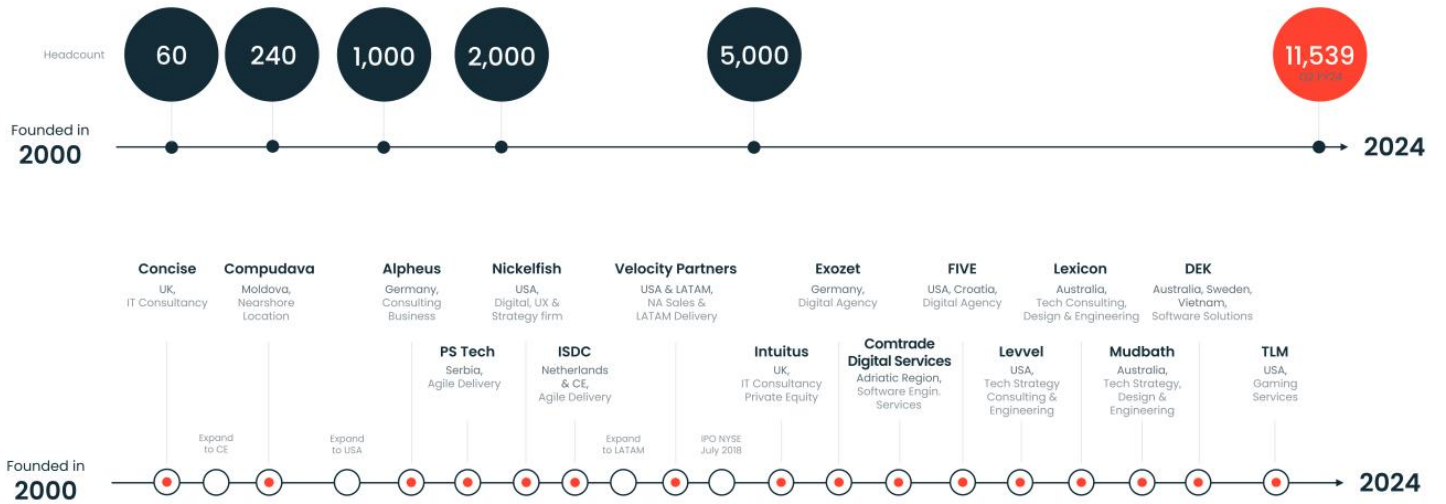 Headcount
60
240
1,000
2,000
5,000
11,539
Q2 FY24
Founded in
2000
2024
Concise
UK,
IT Consultancy
Compudava
Moldova,
Nearshore
Location
Alpheus
Germany,
Consulting
Business
Nickelfish
USA,
Digital, UX &
Strategy firm
Velocity Partners
USA & LATAM,
NA Sales &
LATAM Delivery
Exozet
Germany,
Digital Agency
FIVE
USA, Croatia,
Digital Agency
Lexicon
Australia,
Tech Consulting,
Design & Engineering
DEK
Australia, Sweden,
Vietnam,
Software Solutions
PS Tech
Serbia,
Agile Delivery
ISDC
Netherlands
& CE,
Agile Delivery
Intuitus
UK,
IT Consultancy
Private Equity
Comtrade
Digital Services
Adriatic Region,
Software Engin.
Services
Levvel
USA,
Tech Strategy
Consulting &
Engineering
Mudbath
Australia,
Tech Strategy,
Design &
Engineering
TLM
USA,
Gaming
Services
Expand
to CE
Expand
to USA
Expand
to LATAM
IPO NYSE
July 2018
Founded in
2000
2024